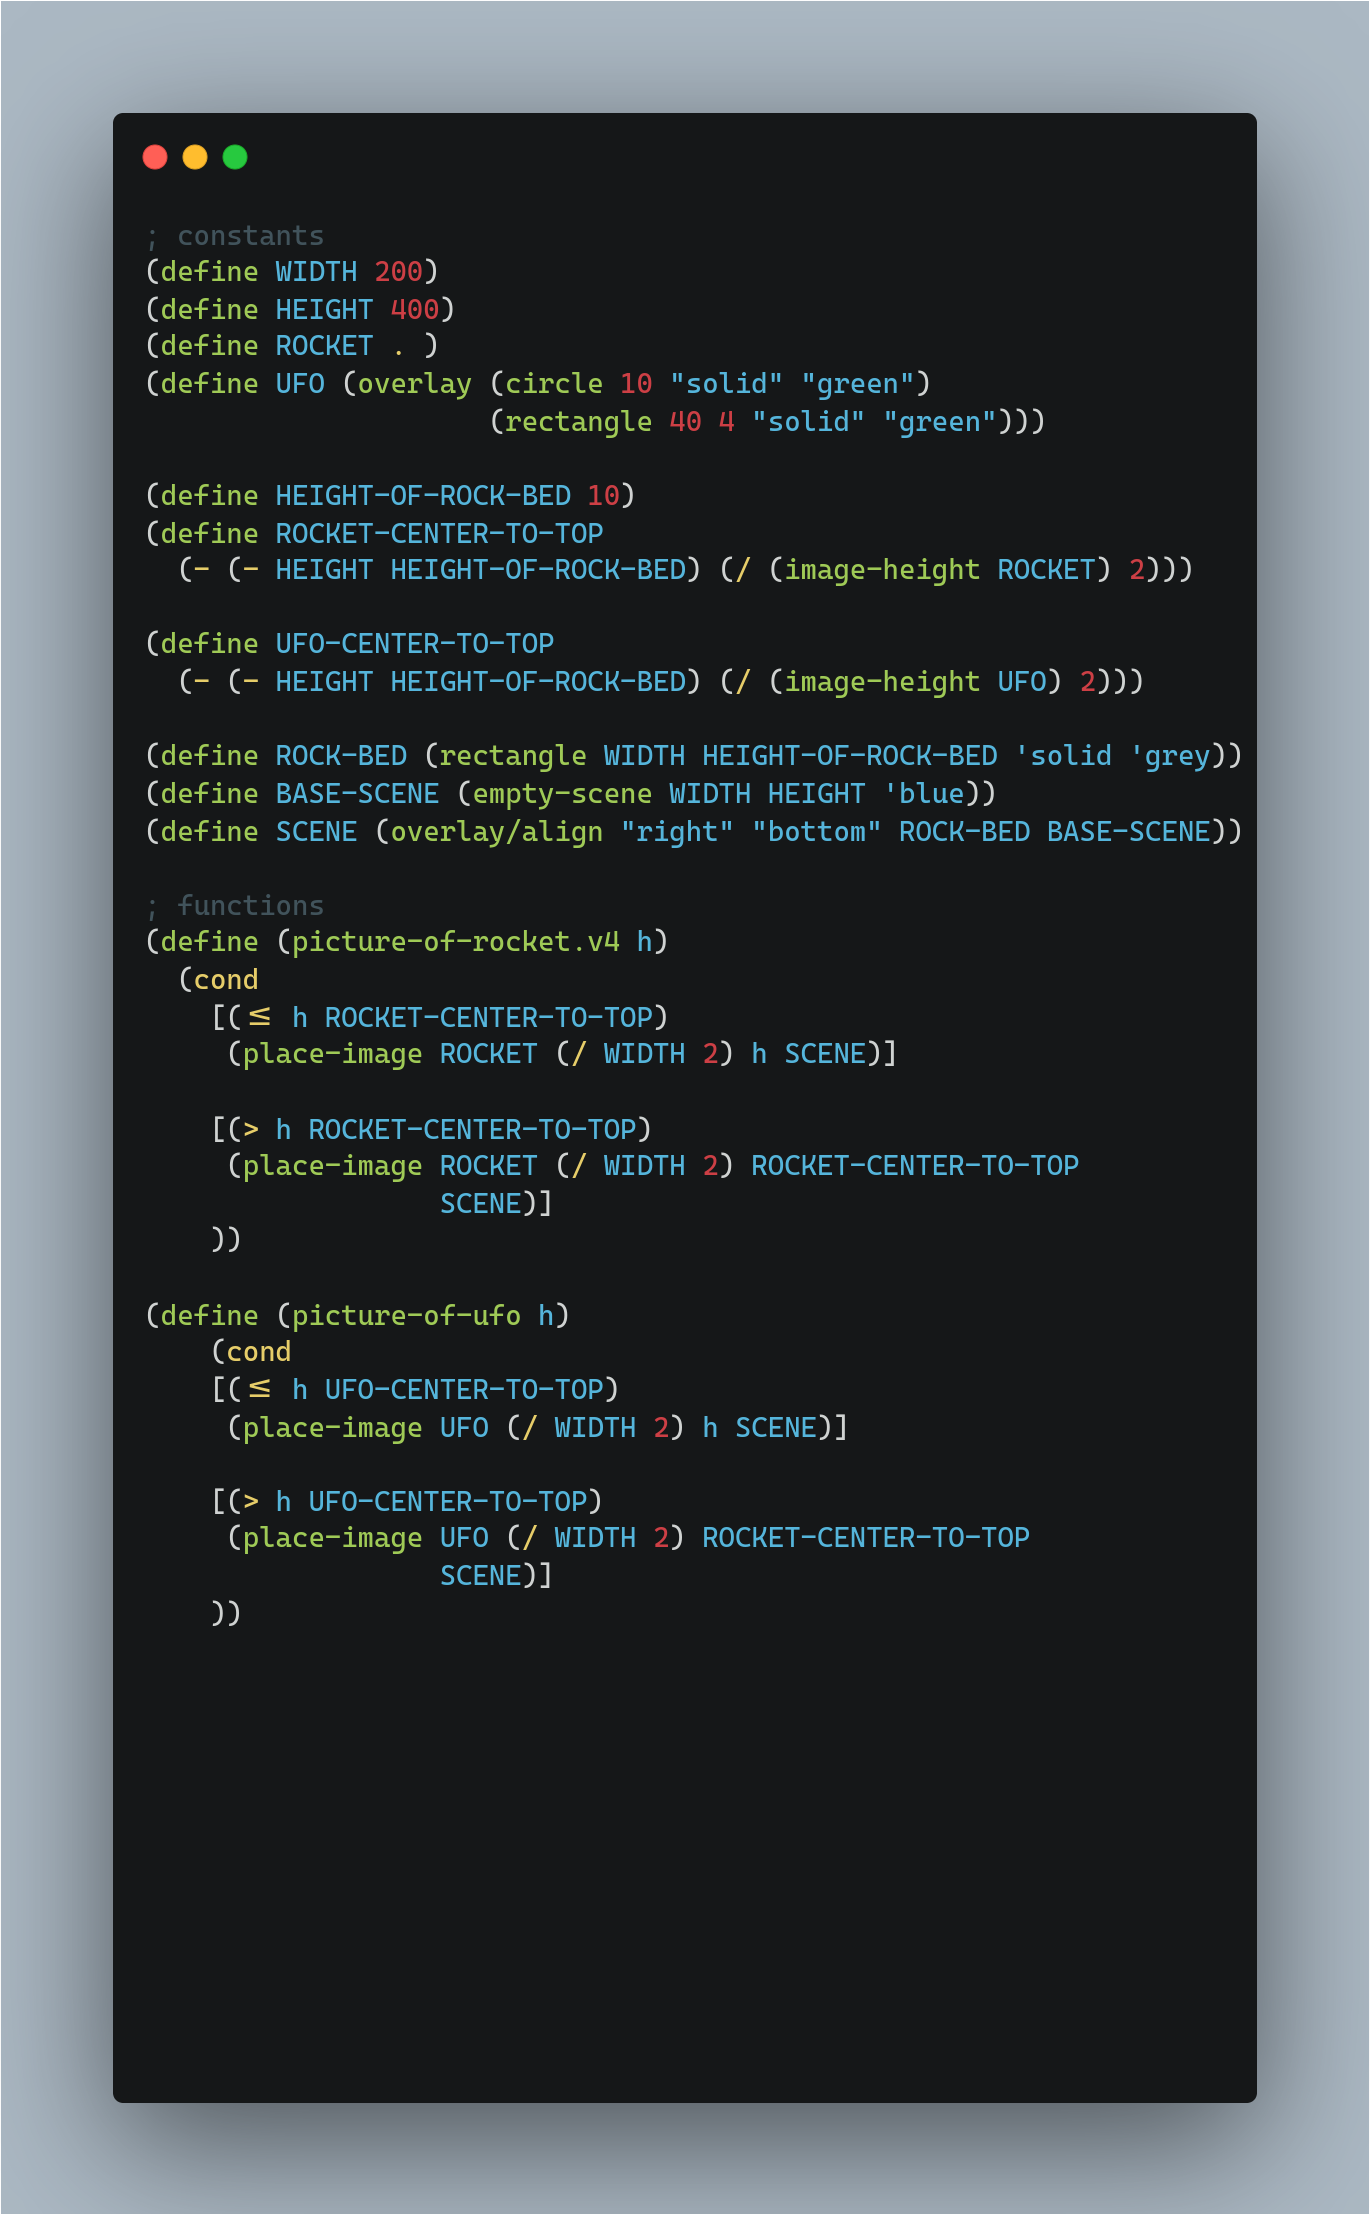 ; constants
(define WIDTH 200)
(define HEIGHT 400)
(define ROCKET . )
(define UFO (overlay (circle 10 "solid" "green")
                     (rectangle 40 4 "solid" "green")))

(define HEIGHT-OF-ROCK-BED 10)
(define ROCKET-CENTER-TO-TOP
  (- (- HEIGHT HEIGHT-OF-ROCK-BED) (/ (image-height ROCKET) 2)))

(define UFO-CENTER-TO-TOP
  (- (- HEIGHT HEIGHT-OF-ROCK-BED) (/ (image-height UFO) 2)))

(define ROCK-BED (rectangle WIDTH HEIGHT-OF-ROCK-BED 'solid 'grey))
(define BASE-SCENE (empty-scene WIDTH HEIGHT 'blue))
(define SCENE (overlay/align "right" "bottom" ROCK-BED BASE-SCENE))

; functions
(define (picture-of-rocket.v4 h)
  (cond
    [(<= h ROCKET-CENTER-TO-TOP)
     (place-image ROCKET (/ WIDTH 2) h SCENE)]

    [(> h ROCKET-CENTER-TO-TOP)
     (place-image ROCKET (/ WIDTH 2) ROCKET-CENTER-TO-TOP
                  SCENE)]
    ))

(define (picture-of-ufo h)
    (cond
    [(<= h UFO-CENTER-TO-TOP)
     (place-image UFO (/ WIDTH 2) h SCENE)]

    [(> h UFO-CENTER-TO-TOP)
     (place-image UFO (/ WIDTH 2) ROCKET-CENTER-TO-TOP
                  SCENE)]
    ))